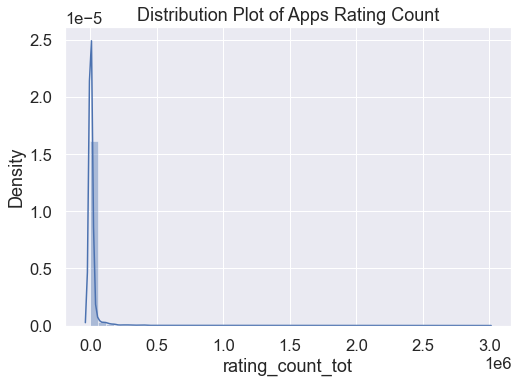 Distribution Plot of Apps Rating Count
1e−5
2.5
2.0
1.5
1.0
0.5
0.0
Density
0.0 0.5 1.0 1.5 2.0 2.5 3.0
1e6
rating_count_tot